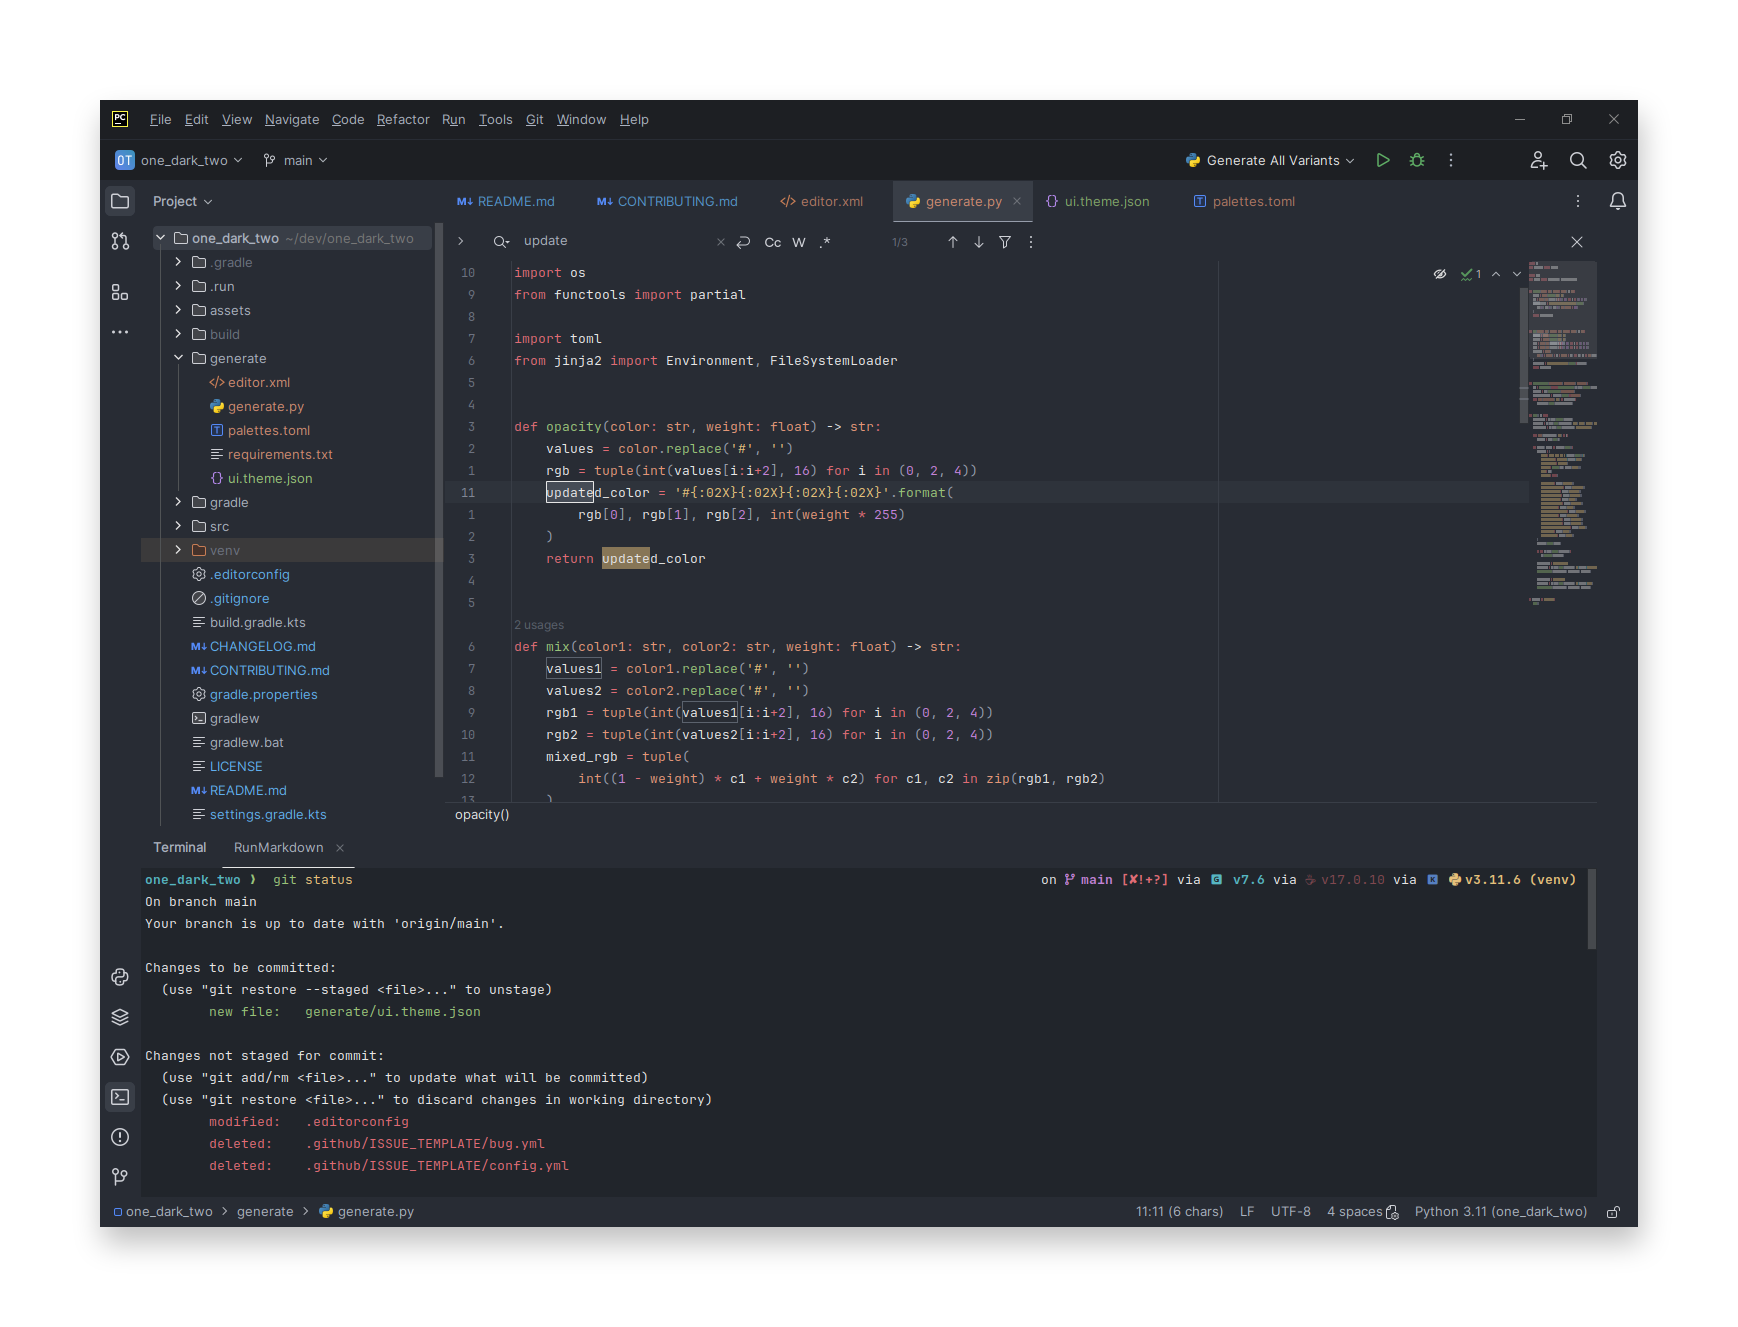 PC File Edit View Navigate Code Refactor Run Tools Git Window Help
OT one_dark_two main Generate All Variants
Project
one_dark_two ~/dev/one_dark_two
.gradle
.run
assets
build
generate
editor.xml
generate.py
palettes.toml
requirements.txt
ui.theme.json
gradle
src
venv
.editorconfig
.gitignore
build.gradle.kts
CHANGELOG.md
CONTRIBUTING.md
gradle.properties
gradlew
gradlew.bat
LICENSE
README.md
settings.gradle.kts
README.md CONTRIBUTING.md editor.xml generate.py ui.theme.json palettes.toml
update Cc W .* 1/3
1
10 import os
9 from functools import partial
8
7 import toml
6 from jinja2 import Environment, FileSystemLoader
5
4
3 def opacity(color: str, weight: float) -> str:
2 values = color.replace('#', '')
1 rgb = tuple(int(values[i:i+2], 16) for i in (0, 2, 4))
11 updated_color = '#{:02X}{:02X}{:02X}{:02X}'.format(
1 rgb[0], rgb[1], rgb[2], int(weight * 255)
2 )
3 return updated_color
4
5
2 usages
6 def mix(color1: str, color2: str, weight: float) -> str:
7 values1 = color1.replace('#', '')
8 values2 = color2.replace('#', '')
9 rgb1 = tuple(int(values1[i:i+2], 16) for i in (0, 2, 4))
10 rgb2 = tuple(int(values2[i:i+2], 16) for i in (0, 2, 4))
11 mixed_rgb = tuple(
12 int((1 - weight) * c1 + weight * c2) for c1, c2 in zip(rgb1, rgb2)
13 )
opacity()
Terminal RunMarkdown
one_dark_two ❯ git status on main [✘!+?] via G v7.6 via v17.0.10 via K v3.11.6 (venv)
On branch main
Your branch is up to date with 'origin/main'.
Changes to be committed:
(use "git restore --staged <file>..." to unstage)
new file: generate/ui.theme.json
Changes not staged for commit:
(use "git add/rm <file>..." to update what will be committed)
(use "git restore <file>..." to discard changes in working directory)
modified: .editorconfig
deleted: .github/ISSUE_TEMPLATE/bug.yml
deleted: .github/ISSUE_TEMPLATE/config.yml
one_dark_two > generate > generate.py 11:11 (6 chars) LF UTF-8 4 spaces Python 3.11 (one_dark_two)